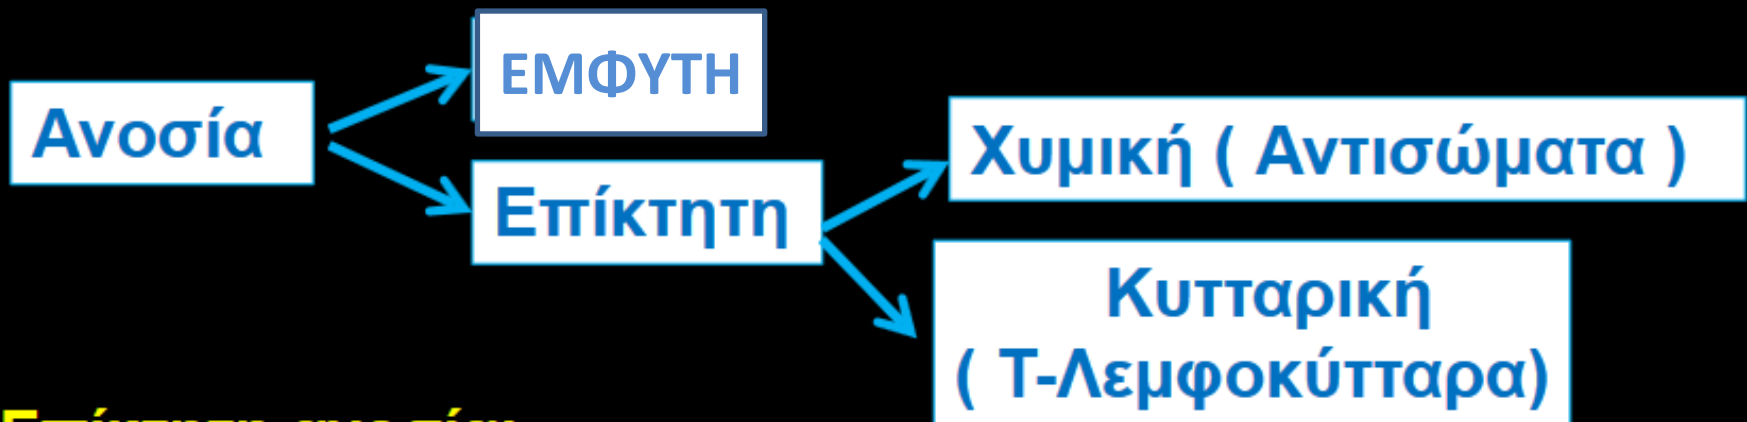 ΕΜΦΥΤΗ
Ανοσία
Χυμική ( Αντισώματα )
Επίκτητη
Κυτταρική
( Τ-Λεμφοκύτταρα)